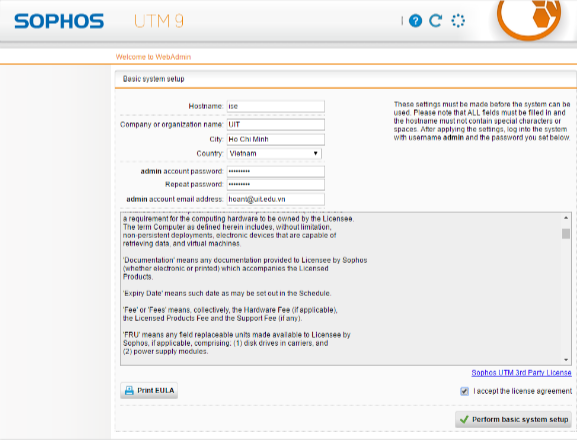 SOPHOS UTM 9
Welcome to WebAdmin
Basic system setup
Hostname: ise
Company or organization name: UIT
City: Ho Chi Minh
Country: Vietnam
admin account password: •••••••••
Repeat password: •••••••••
admin account email address: hoant@uit.edu.vn
These settings must be made before the system can be
used. Please note that ALL fields must be filled in and
the hostname must not contain special characters or
spaces. After applying the settings, log into the system
with username admin and the password you set below.
a requirement for the computing hardware to be owned by the Licensee.
The term Computer as defined herein includes, without limitation,
non-persistent deployments, electronic devices that are capable of
retrieving data, and virtual machines.
'Documentation' means any documentation provided to Licensee by Sophos
(whether electronic or printed) which accompanies the Licensed
Products.
'Expiry Date' means such date as may be set out in the Schedule.
'Fee' or 'Fees' means, collectively, the Hardware Fee (if applicable),
the Licensed Products Fee and the Support Fee (if any).
'FRU' means any field replaceable units made available to Licensee by
Sophos, if applicable, comprising: (1) disk drives in carriers, and
(2) power supply modules.
Sophos UTM 3rd Party License
Print EULA
I accept the license agreement
Perform basic system setup